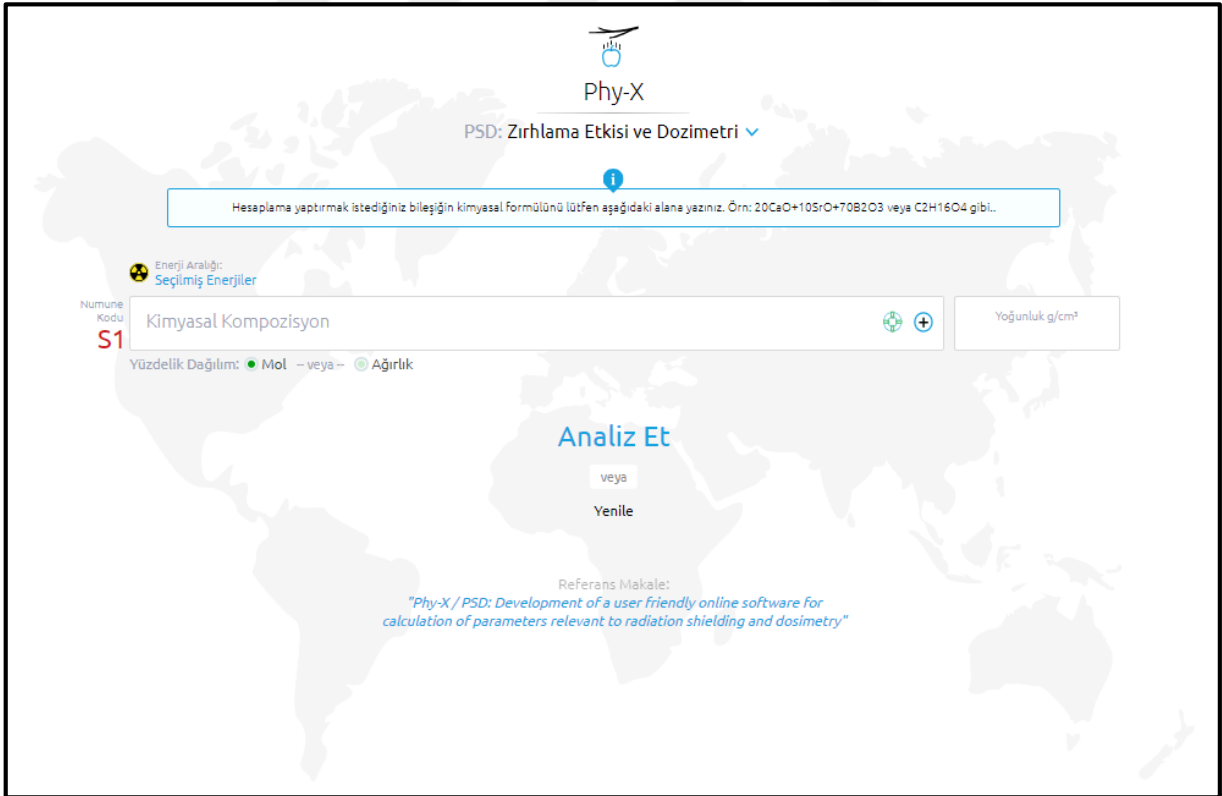 Phy-X
PSD: Zırhlama Etkisi ve Dozimetri
i
Hesaplama yaptırmak istediğiniz bileşiğin kimyasal formülünü lütfen aşağıdaki alana yazınız. Örn: 20CaO+10SrO+70B2O3 veya C2H16O4 gibi..
Enerji Aralığı:
Seçilmiş Enerjiler
Numune
Kodu
S1
Kimyasal Kompozisyon
Yoğunluk g/cm³
Yüzdelik Dağılım: Mol -- veya -- Ağırlık
Analiz Et
veya
Yenile
Referans Makale:
"Phy-X / PSD: Development of a user friendly online software for
calculation of parameters relevant to radiation shielding and dosimetry"